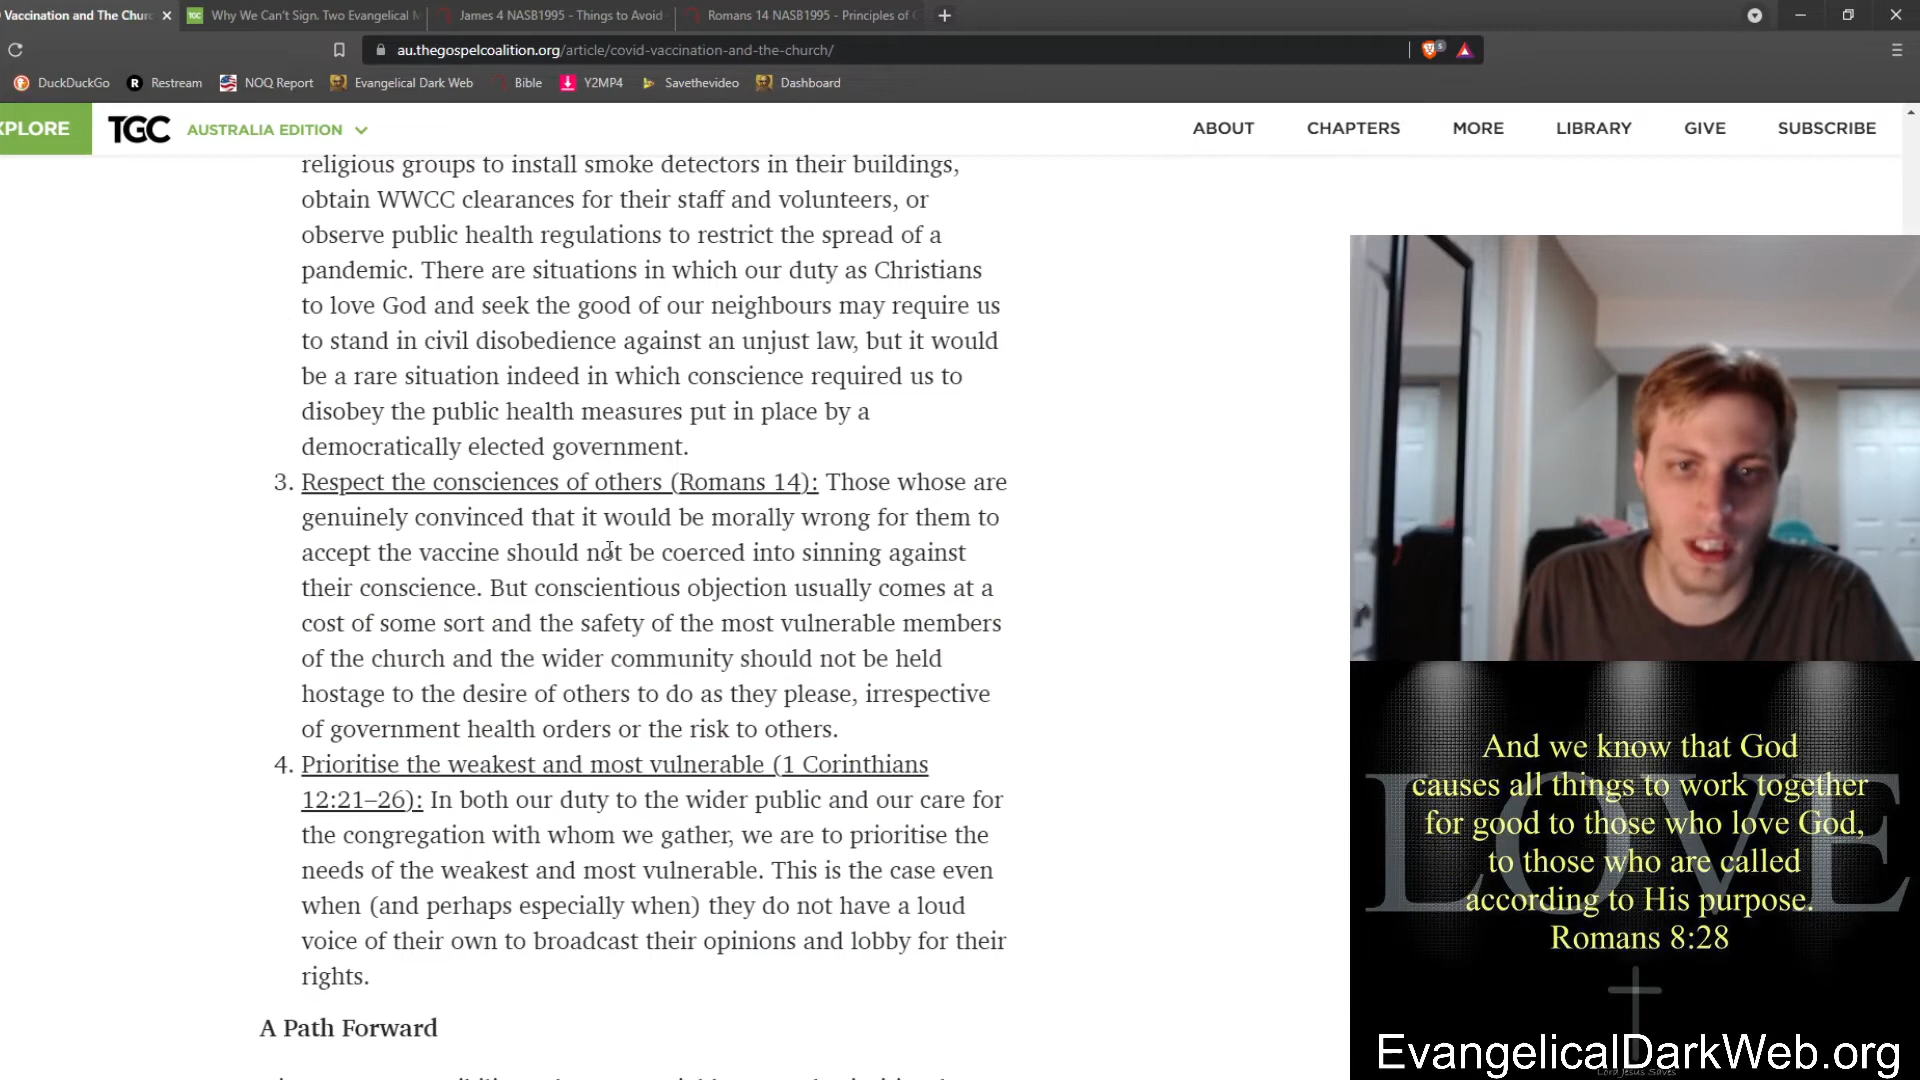 Vaccination and The Churc
Why We Can't Sign. Two Evangelical M
James 4 NASB1995 - Things to Avoid
Romans 14 NASB1995 - Principles of C
au.thegospelcoalition.org/article/covid-vaccination-and-the-church/
5
DuckDuckGo
Restream
NOQ Report
Evangelical Dark Web
Bible
Y2MP4
Savethevideo
Dashboard
XPLORE
TGC
AUSTRALIA EDITION
ABOUT
CHAPTERS
MORE
LIBRARY
GIVE
SUBSCRIBE
religious groups to install smoke detectors in their buildings,
obtain WWCC clearances for their staff and volunteers, or
observe public health regulations to restrict the spread of a
pandemic. There are situations in which our duty as Christians
to love God and seek the good of our neighbours may require us
to stand in civil disobedience against an unjust law, but it would
be a rare situation indeed in which conscience required us to
disobey the public health measures put in place by a
democratically elected government.
3. Respect the consciences of others (Romans 14): Those whose are
genuinely convinced that it would be morally wrong for them to
accept the vaccine should not be coerced into sinning against
their conscience. But conscientious objection usually comes at a
cost of some sort and the safety of the most vulnerable members
of the church and the wider community should not be held
hostage to the desire of others to do as they please, irrespective
of government health orders or the risk to others.
4. Prioritise the weakest and most vulnerable (1 Corinthians
12:21–26): In both our duty to the wider public and our care for
the congregation with whom we gather, we are to prioritise the
needs of the weakest and most vulnerable. This is the case even
when (and perhaps especially when) they do not have a loud
voice of their own to broadcast their opinions and lobby for their
rights.
A Path Forward
And we know that God
causes all things to work together
for good to those who love God,
to those who are called
according to His purpose.
Romans 8:28
LOVE
EvangelicalDarkWeb.org
Lord Jesus Saves